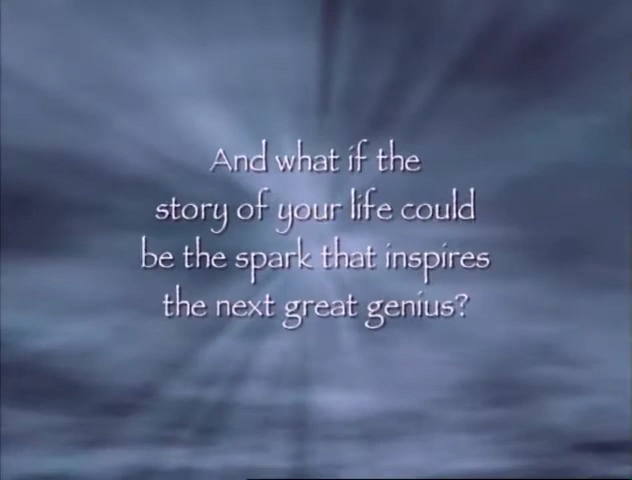 And what if the
story of your life could
be the spark that inspires
the next great genius?